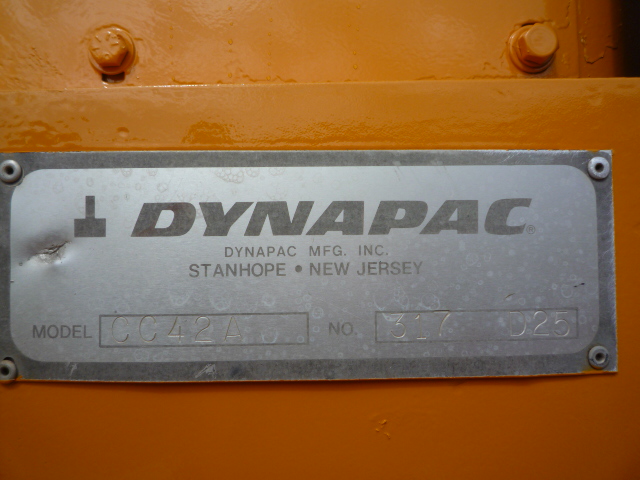 DYNAPAC®
DYNAPAC MFG. INC.
STANHOPE • NEW JERSEY
MODEL CC42A NO. 317 D25